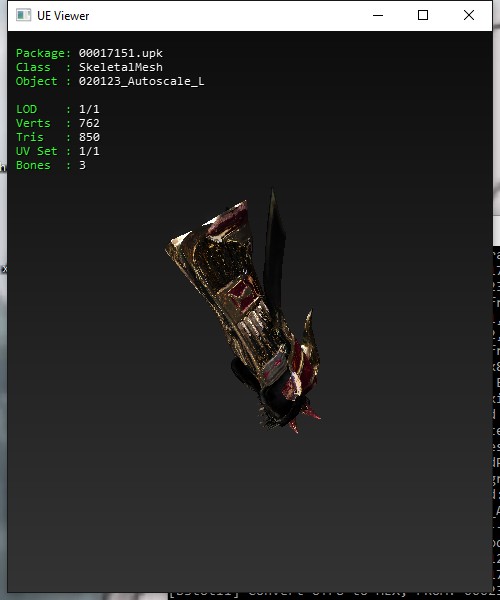 UE Viewer
Package: 00017151.upk
Class  : SkeletalMesh
Object : 020123_Autoscale_L
LOD    : 1/1
Verts  : 762
Tris   : 850
UV Set : 1/1
Bones  : 3